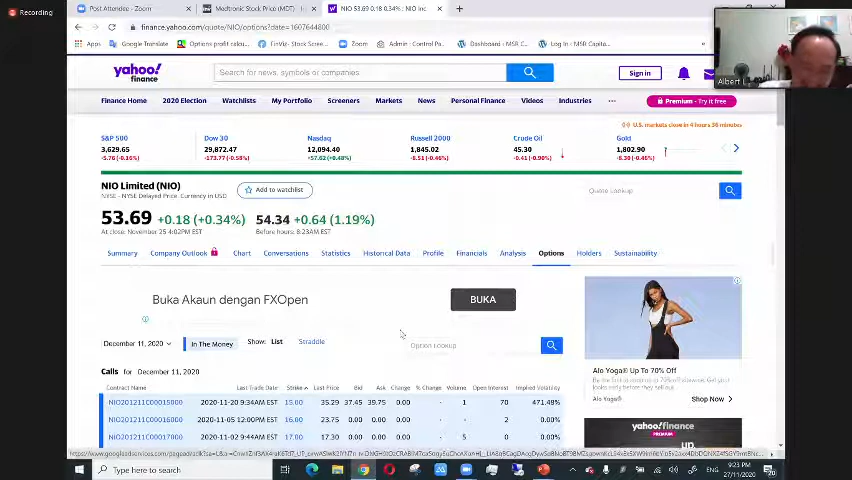 Recording
Post Attendee - Zoom
Medtronic Stock Price (MDT) - Inv
NIO 53.69 0.18 0.34% : NIO Inc
finance.yahoo.com/quote/NIO/options?date=1607644800
Apps
Google Translate
Options profit calcu...
FinViz - Stock Scree...
Zoom
Admin - Control Pa...
Dashboard – MSR C...
Log In ‹ MSR Capito...
Albert L
yahoo!
finance
Search for news, symbols or companies
Sign in
Finance Home
2020 Election
Watchlists
My Portfolio
Screeners
Markets
News
Personal Finance
Videos
Industries
Premium - Try it free
U.S. markets close in 4 hours 36 minutes
S&P 500
Dow 30
Nasdaq
Russell 2000
Crude Oil
Gold
3,629.65
29,872.47
12,094.40
1,845.02
45.30
1,802.90
-5.76 (-0.16%)
-173.77 (-0.58%)
+57.62 (+0.48%)
-8.51 (-0.46%)
-0.41 (-0.90%)
-8.30 (-0.46%)
NIO Limited (NIO)
NYSE - NYSE Delayed Price. Currency in USD
Add to watchlist
Quote Lookup
53.69 +0.18 (+0.34%)
54.34 +0.64 (1.19%)
At close: November 25 4:02PM EST
Before hours: 8:23AM EST
Summary
Company Outlook
Chart
Conversations
Statistics
Historical Data
Profile
Financials
Analysis
Options
Holders
Sustainability
Buka Akaun dengan FXOpen
BUKA
December 11, 2020
In The Money
Show: List
Straddle
Option Lookup
Alo Yoga® Up To 70% Off
Alo Yoga®
Shop Now
yahoo/finance
PREMIUM
Calls for December 11, 2020
Contract Name
Last Trade Date
Strike
Last Price
Bid
Ask
Change
% Change
Volume
Open Interest
Implied Volatility
NIO201211C00015000 2020-11-20 9:34AM EST 15.00 35.29 37.45 39.75 0.00 - 1 70 471.48%
NIO201211C00016000 2020-11-05 12:00PM EST 16.00 23.75 0.00 0.00 0.00 - - 2 0.00%
NIO201211C00017000 2020-11-02 9:44AM EST 17.00 17.30 0.00 0.00 0.00 - 5 0 0.00%
Type here to search
ENG
9:23 PM
27/11/2020